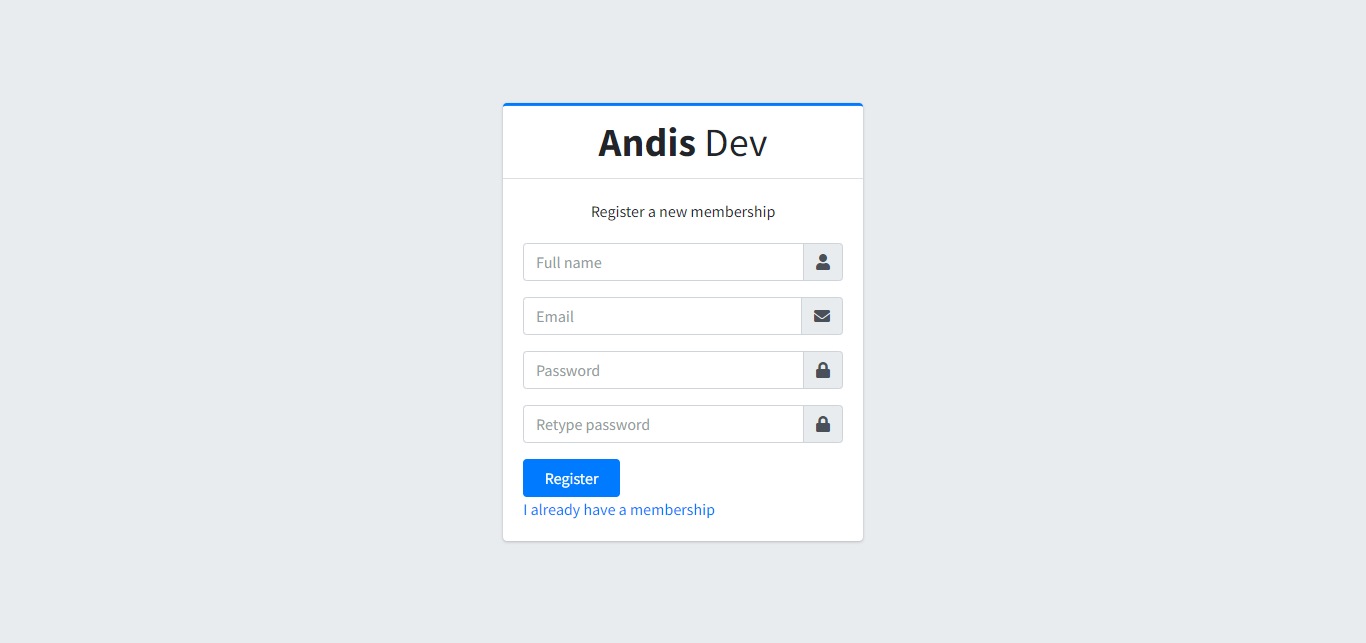 Andis Dev
Register a new membership
Full name
Email
Password
Retype password
Register
I already have a membership